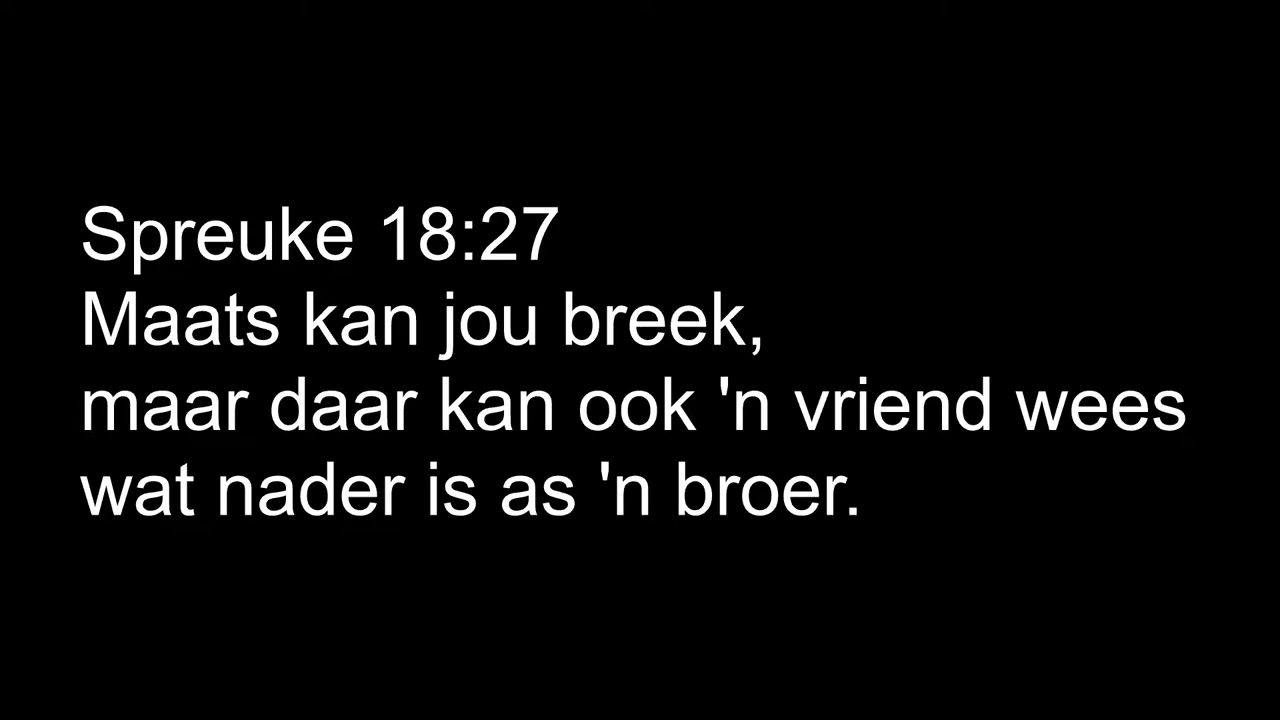 Spreuke 18:27
Maats kan jou breek,
maar daar kan ook 'n vriend wees
wat nader is as 'n broer.